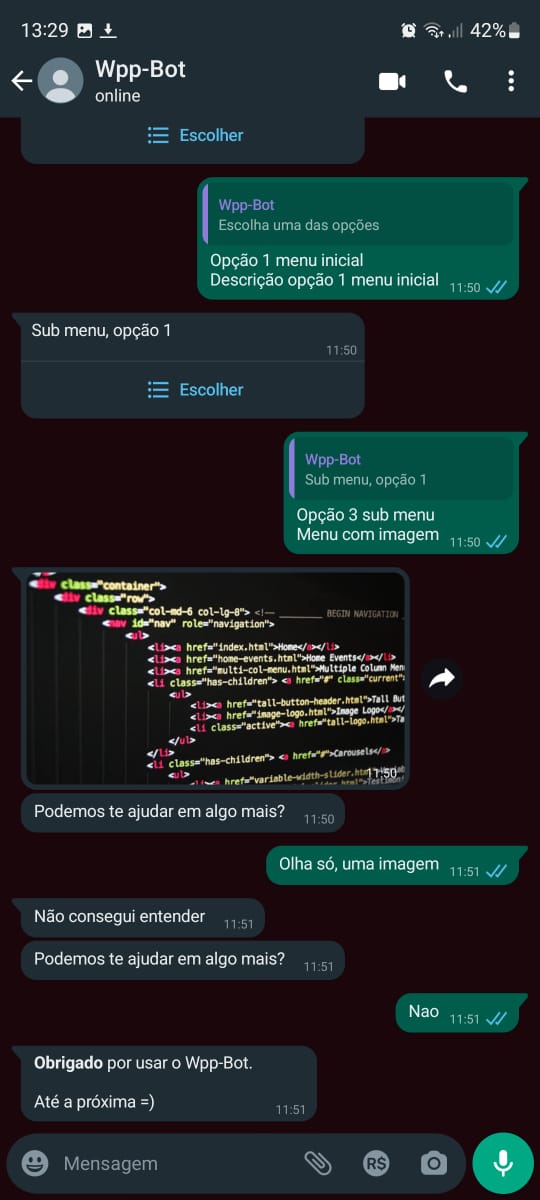 13:29
42%
Wpp-Bot
online
Escolher
Wpp-Bot
Escolha uma das opções
Opção 1 menu inicial
Descrição opção 1 menu inicial 11:50
Sub menu, opção 1
11:50
Escolher
Wpp-Bot
Sub menu, opção 1
Opção 3 sub menu
Menu com imagem 11:50
<div class="container">
<div class="row">
<div class="col-md-6 col-lg-8"> <!-- BEGIN NAVIGATION
<nav id="nav" role="navigation">
<ul>
<li><a href="index.html">Home</a></li>
<li><a href="home-events.html">Home Events</a></li>
<li><a href="multi-col-menu.html">Multiple Column Men
<li class="has-children"> <a href="#" class="current">
<ul>
<li><a href="tall-button-header.html">Tall But
<li><a href="image-logo.html">Image Logo</a></
<li class="active"><a href="tall-logo.html">Ta
</ul>
</li>
<li class="has-children"> <a href="#">Carousels</a>
<ul>
<li><a href="variable-width-slider.html">
11:50
Podemos te ajudar em algo mais? 11:50
Olha só, uma imagem 11:51
Não consegui entender 11:51
Podemos te ajudar em algo mais? 11:51
Nao 11:51
Obrigado por usar o Wpp-Bot.
Até a próxima =)
11:51
Mensagem R$